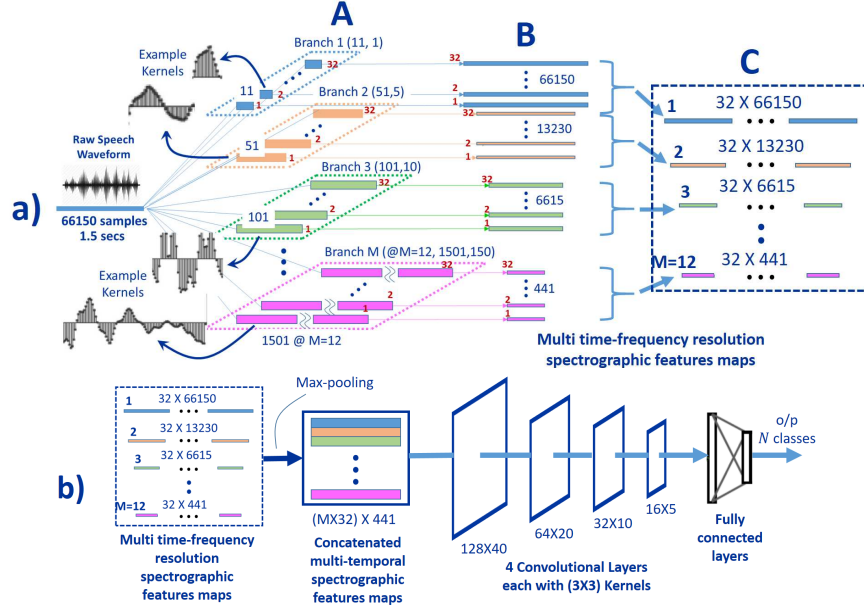 A
B
C
a)
Example
Kernels
Branch 1 (11, 1)
32
11
2
1
Branch 2 (51,5)
32
51
2
1
Raw Speech
Waveform
66150 samples
1.5 secs
Branch 3 (101,10)
32
101
2
1
Example
Kernels
Branch M (@M=12, 1501,150)
32
2
1
1501 @ M=12
32
66150
2
1
32
13230
2
1
32
6615
2
1
32
441
2
1
1
32 X 66150
2
32 X 13230
3
32 X 6615
M=12
32 X 441
Multi time-frequency resolution
spectrographic features maps
b)
1
32 X 66150
2
32 X 13230
3
32 X 6615
M=12
32 X 441
Multi time-frequency
resolution
spectrographic
features maps
Max-pooling
(MX32) X 441
Concatenated
multi-temporal
spectrographic
features maps
128X40
64X20
32X10
16X5
4 Convolutional Layers
each with (3X3) Kernels
Fully
connected
layers
o/p
N classes